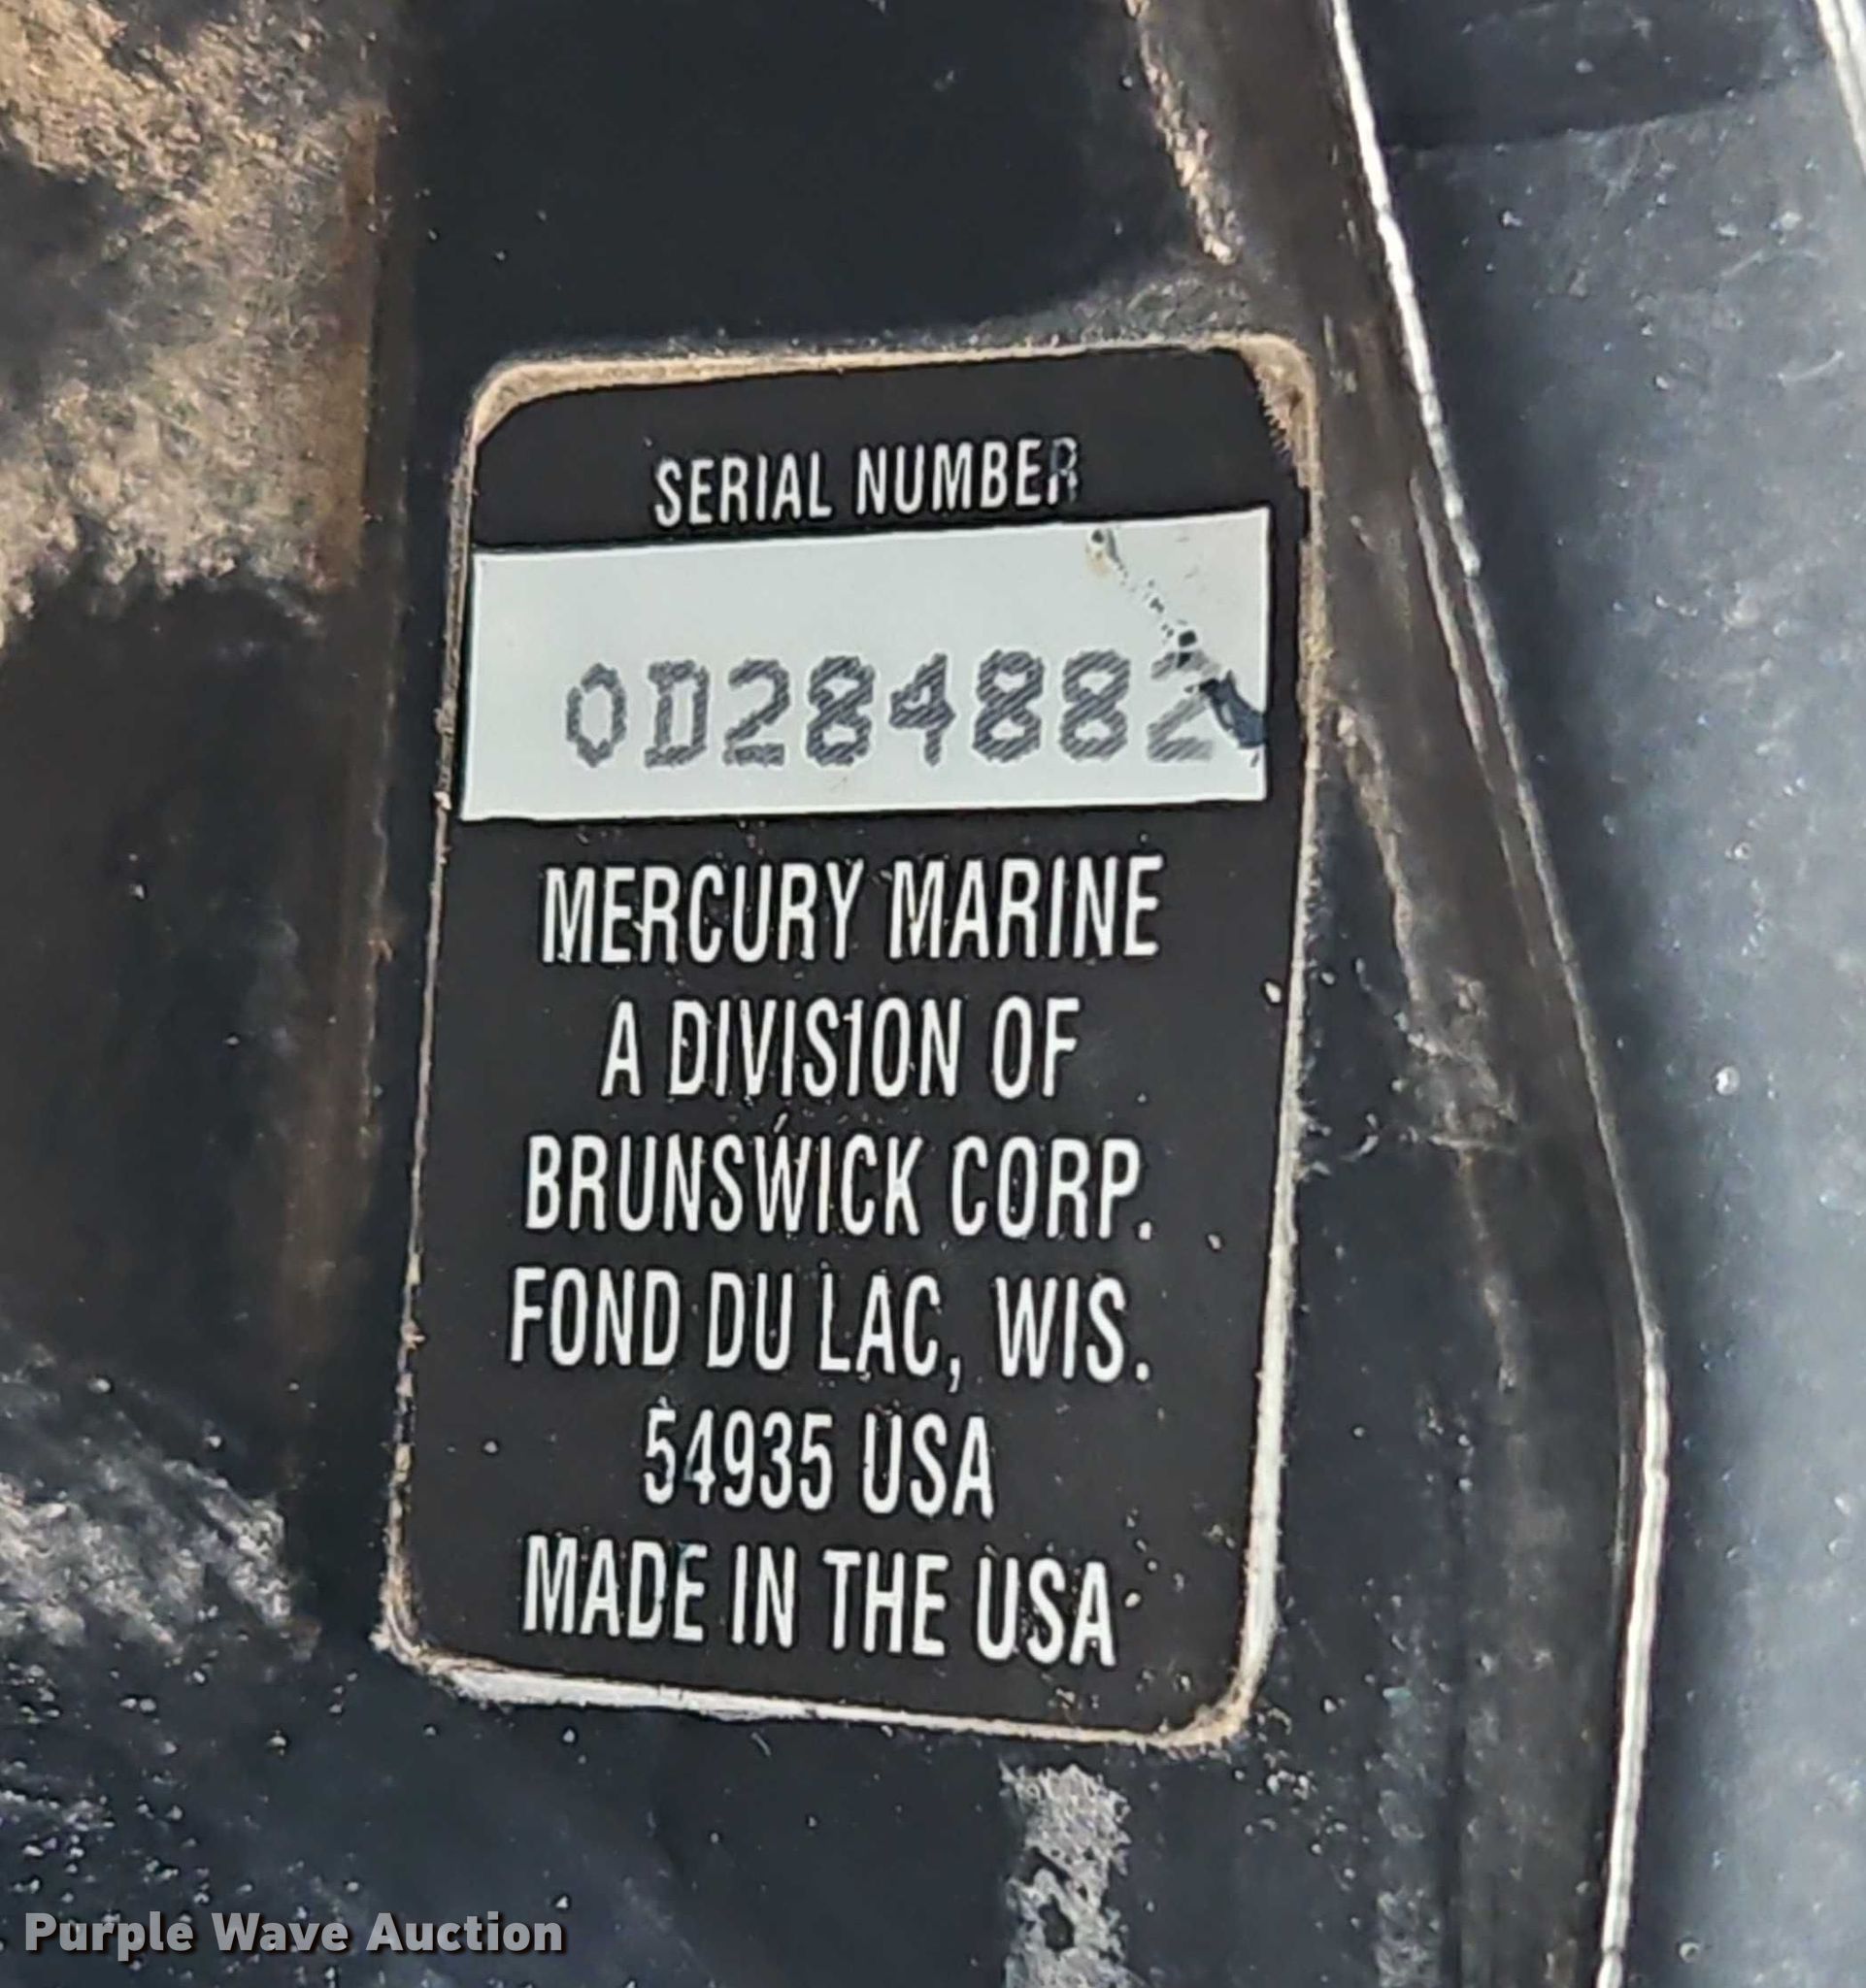 SERIAL NUMBER
0D284882
MERCURY MARINE
A DIVISION OF
BRUNSWICK CORP.
FOND DU LAC, WIS.
54935 USA
MADE IN THE USA
Purple Wave Auction